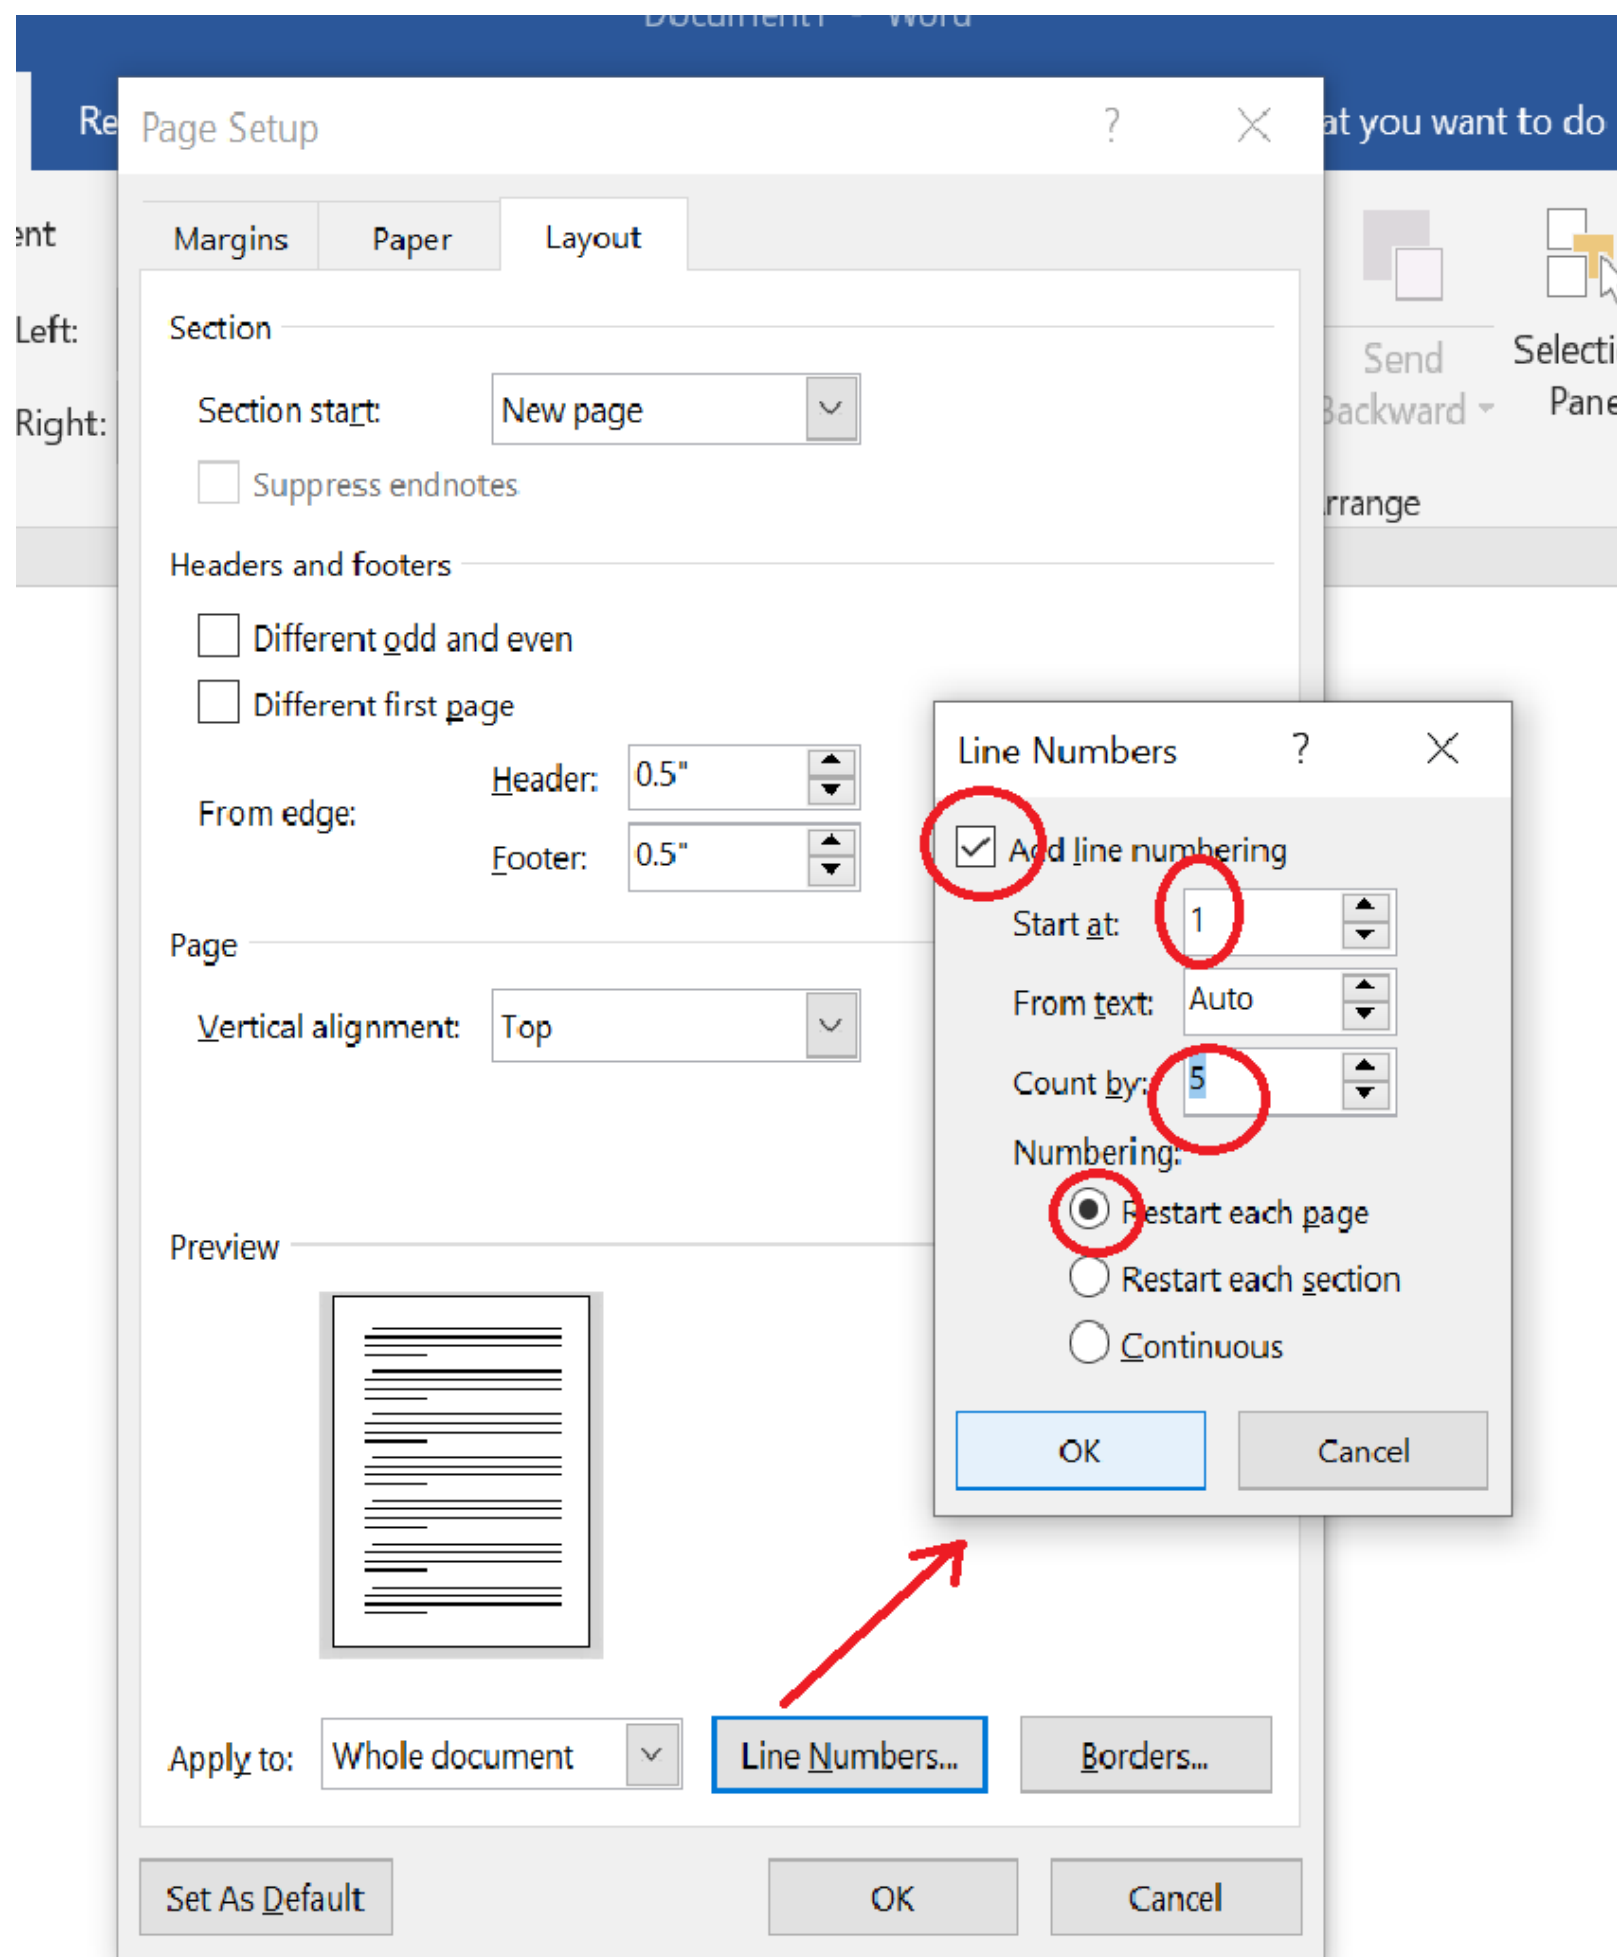 Document1 - Word
Re
at you want to do
Page Setup
?
Margins
Paper
Layout
ent
Left:
Right:
Send
Backward
Selecti
Pane
rrange
Section
Section start:
New page
Suppress endnotes
Headers and footers
Different odd and even
Different first page
From edge:
Header:
0.5"
Footer:
0.5"
Page
Vertical alignment:
Top
Preview
Apply to:
Whole document
Line Numbers...
Borders...
Set As Default
OK
Cancel
Line Numbers
?
Add line numbering
Start at:
1
From text:
Auto
Count by:
5
Numbering:
Restart each page
Restart each section
Continuous
OK
Cancel